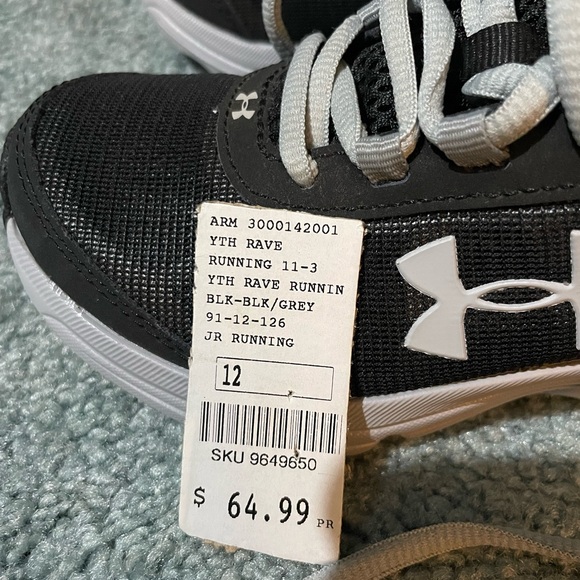 ARM 3000142001
YTH RAVE
RUNNING 11-3
YTH RAVE RUNNIN
BLK-BLK/GREY
91-12-126
JR RUNNING
12
SKU 9649650
$ 64.99 PR